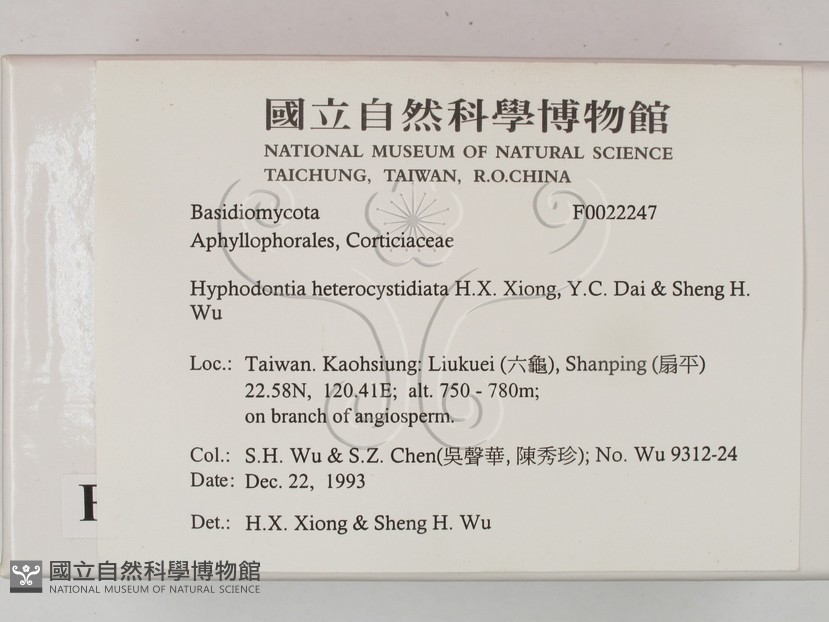 國立自然科學博物館
NATIONAL MUSEUM OF NATURAL SCIENCE
TAICHUNG, TAIWAN, R.O.CHINA
Basidiomycota F0022247
Aphyllophorales, Corticiaceae
Hyphodontia heterocystidiata H.X. Xiong, Y.C. Dai & Sheng H.
Wu
Loc.: Taiwan. Kaohsiung: Liukuei (六龜), Shanping (扇平)
22.58N, 120.41E; alt. 750 - 780m;
on branch of angiosperm.
Col.: S.H. Wu & S.Z. Chen(吳聲華, 陳秀珍); No. Wu 9312-24
Date: Dec. 22, 1993
Det.: H.X. Xiong & Sheng H. Wu
國立自然科學博物館
NATIONAL MUSEUM OF NATURAL SCIENCE